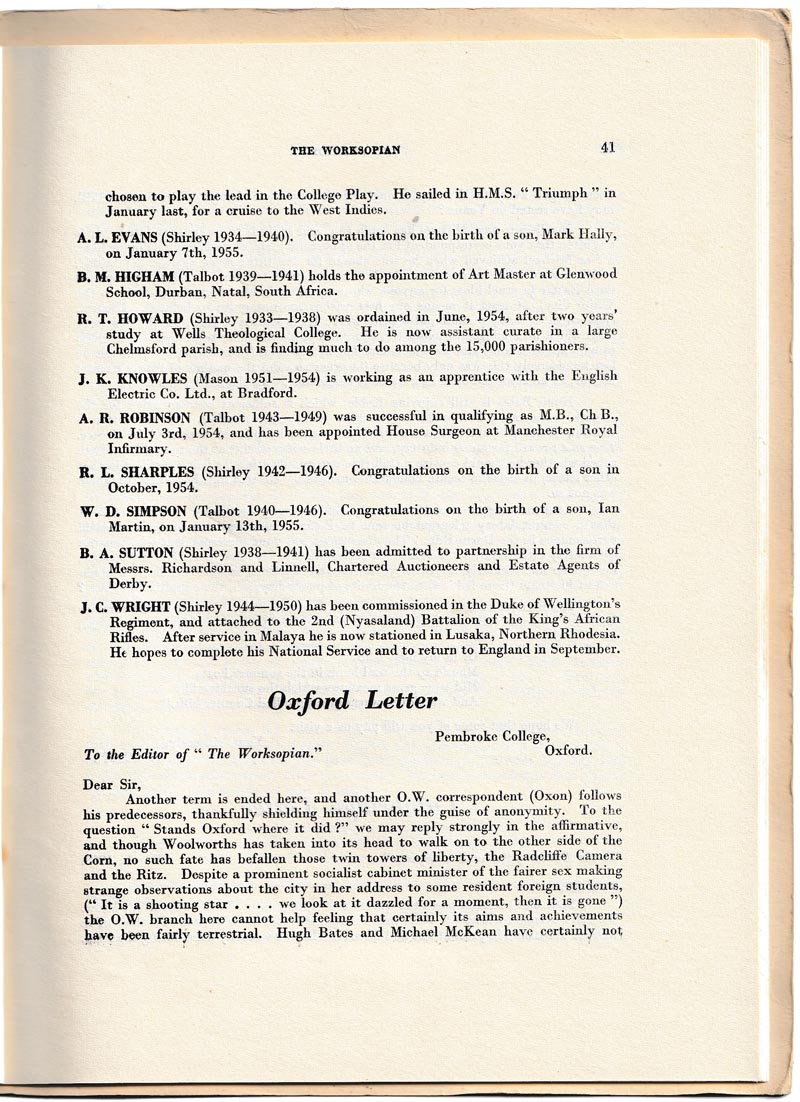 THE WORKSOPIAN 41
chosen to play the lead in the College Play. He sailed in H.M.S. “ Triumph ” in
January last, for a cruise to the West Indies.
A. L. EVANS (Shirley 1934—1940). Congratulations on the birth of a son, Mark Hally,
on January 7th, 1955.
B. M. HIGHAM (Talbot 1939—1941) holds the appointment of Art Master at Glenwood
School, Durban, Natal, South Africa.
R. T. HOWARD (Shirley 1933—1938) was ordained in June, 1954, after two years’
study at Wells Theological College. He is now assistant curate in a large
Chelmsford parish, and is finding much to do among the 15,000 parishioners.
J. K. KNOWLES (Mason 1951—1954) is working as an apprentice with the English
Electric Co. Ltd., at Bradford.
A. R. ROBINSON (Talbot 1943—1949) was successful in qualifying as M.B., Ch B.,
on July 3rd, 1954, and has been appointed House Surgeon at Manchester Royal
Infirmary.
R. L. SHARPLES (Shirley 1942—1946). Congratulations on the birth of a son in
October, 1954.
W. D. SIMPSON (Talbot 1940—1946). Congratulations on the birth of a son, Ian
Martin, on January 13th, 1955.
B. A. SUTTON (Shirley 1938—1941) has been admitted to partnership in the firm of
Messrs. Richardson and Linnell, Chartered Auctioneers and Estate Agents of
Derby.
J. C. WRIGHT (Shirley 1944—1950) has been commissioned in the Duke of Wellington’s
Regiment, and attached to the 2nd (Nyasaland) Battalion of the King’s African
Rifles. After service in Malaya he is now stationed in Lusaka, Northern Rhodesia.
He hopes to complete his National Service and to return to England in September.
Oxford Letter
Pembroke College,
Oxford.
To the Editor of “ The Worksopian.”
Dear Sir,
Another term is ended here, and another O.W. correspondent (Oxon) follows
his predecessors, thankfully shielding himself under the guise of anonymity. To the
question “ Stands Oxford where it did ?” we may reply strongly in the affirmative,
and though Woolworths has taken into its head to walk on to the other side of the
Corn, no such fate has befallen those twin towers of liberty, the Radcliffe Camera
and the Ritz. Despite a prominent socialist cabinet minister of the fairer sex making
strange observations about the city in her address to some resident foreign students,
(“ It is a shooting star . . . . we look at it dazzled for a moment, then it is gone ”)
the O.W. branch here cannot help feeling that certainly its aims and achievements
have been fairly terrestrial. Hugh Bates and Michael McKean have certainly not